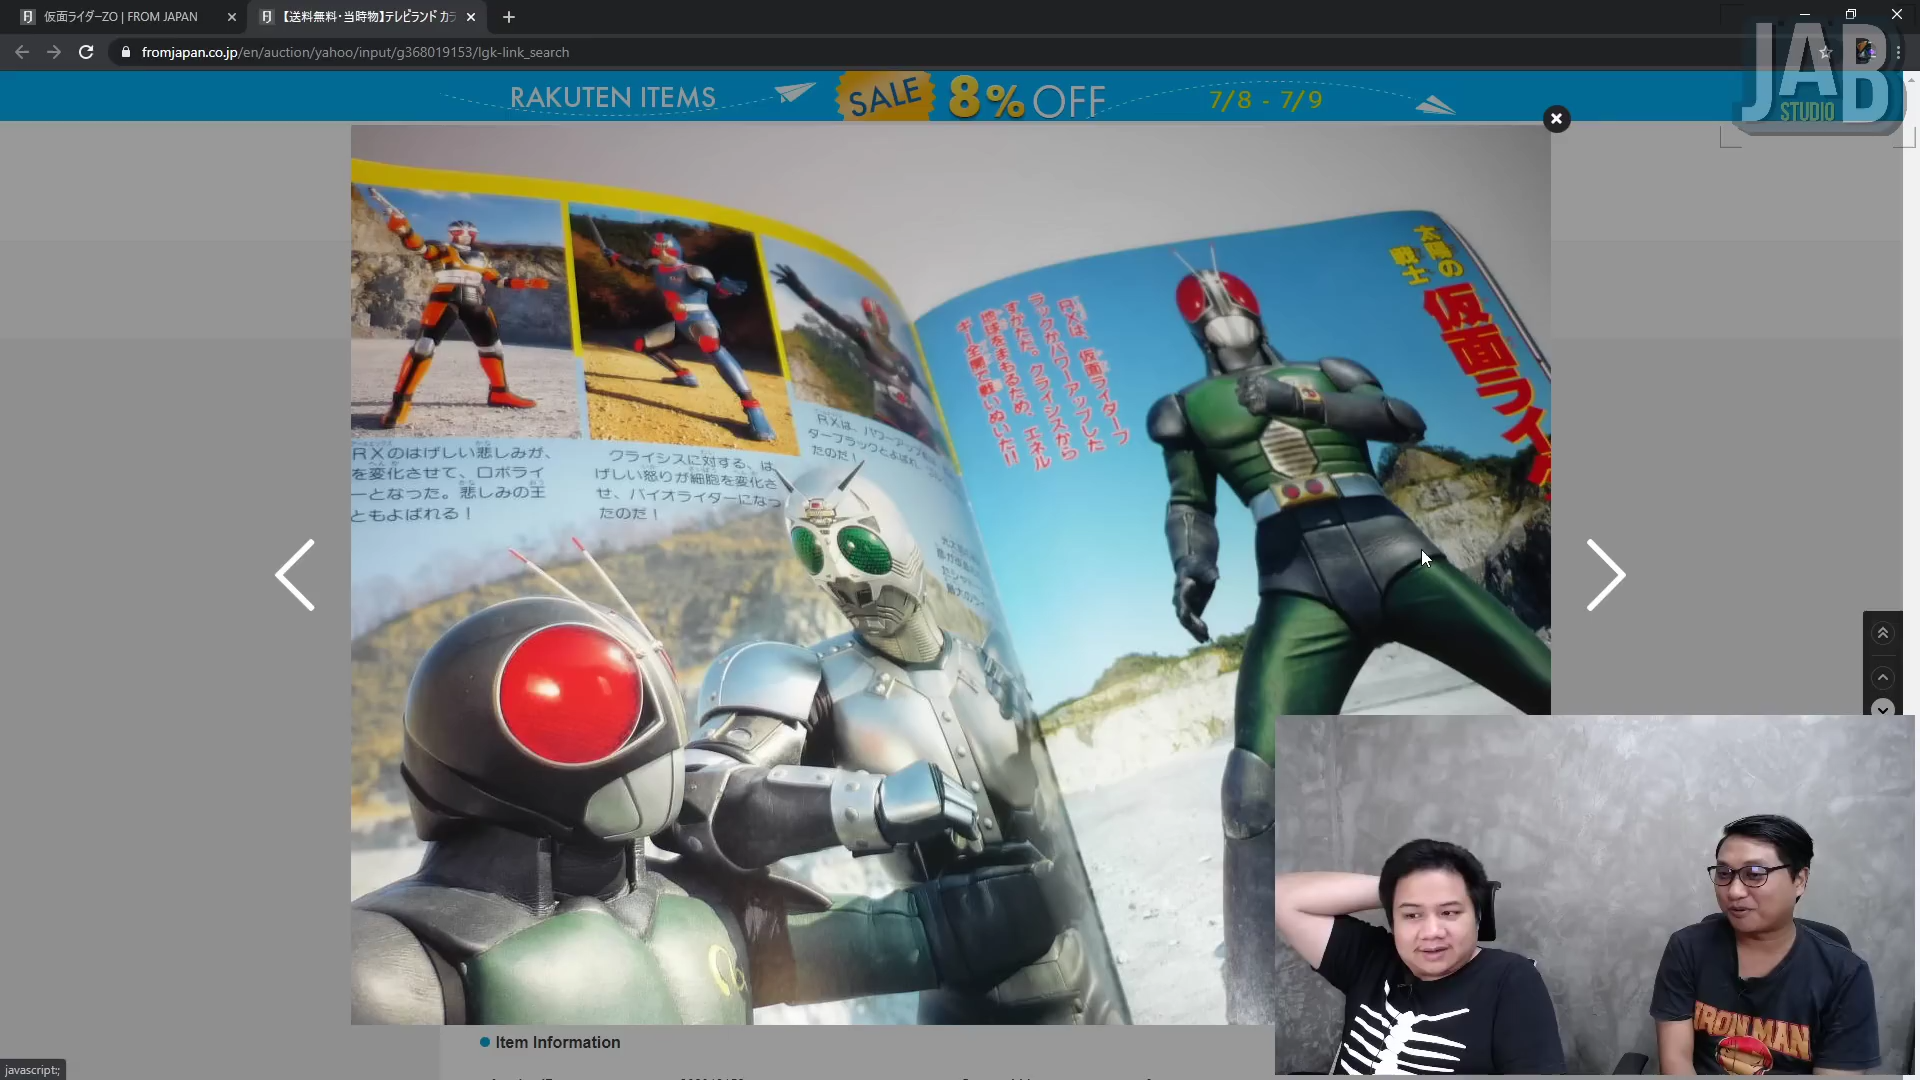 仮面ライダーZO | FROM JAPAN
【送料無料・当時物】テレビランド カラ
fromjapan.co.jp/en/auction/yahoo/input/g368019153/lgk-link_search
RAKUTEN ITEMS
SALE
8% OFF
7/8 - 7/9
JAB
STUDIO
太陽の
戦士
仮面ライ
RXは、仮面ライダーブ
ラックがパワーアップした
すがただ。クライシスから
地球をまもるため、エネル
ギー全開で戦いぬいた!!
RXのはげしい悲しみが、
を変化させて、ロボライ
ーとなった。悲しみの王
ともよばれる！
クライシスに対する、は
げしい怒りが細胞を変化さ
せ、バイオライダーになっ
たのだ！
RXは、パワーアップ
ダーブラックとよばれ
たのだ！
IRON MAN
Item Information
javascript:;